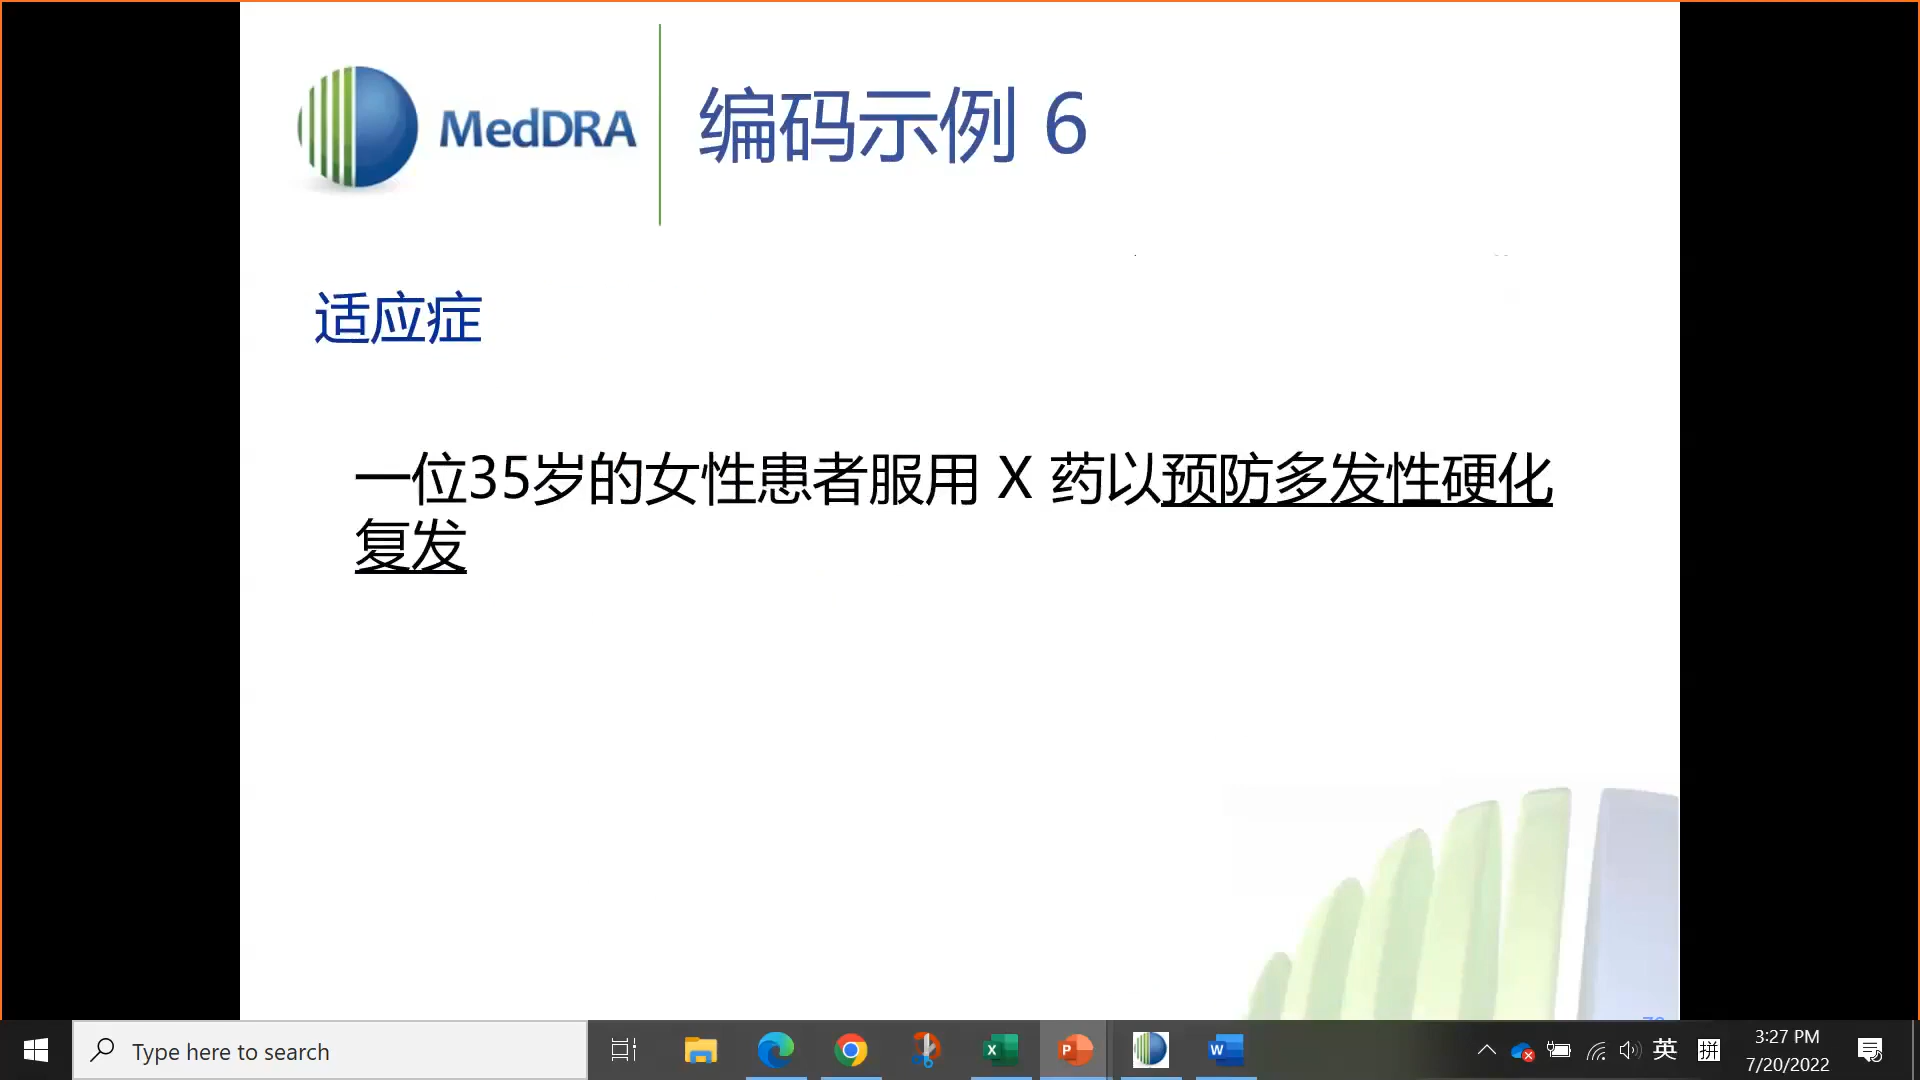 MedDRA
编码示例 6
适应症
一位35岁的女性患者服用 X 药以预防多发性硬化
复发
Type here to search
英
拼
3:27 PM
7/20/2022